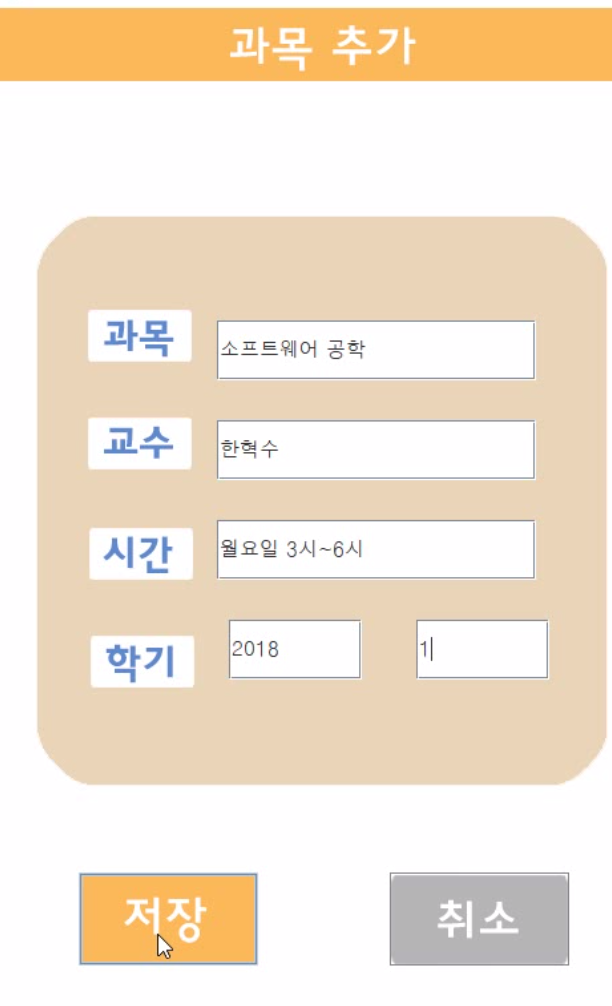 과목 추가
과목 소프트웨어 공학
교수 한혁수
시간 월요일 3시~6시
학기 2018 1
저장 취소